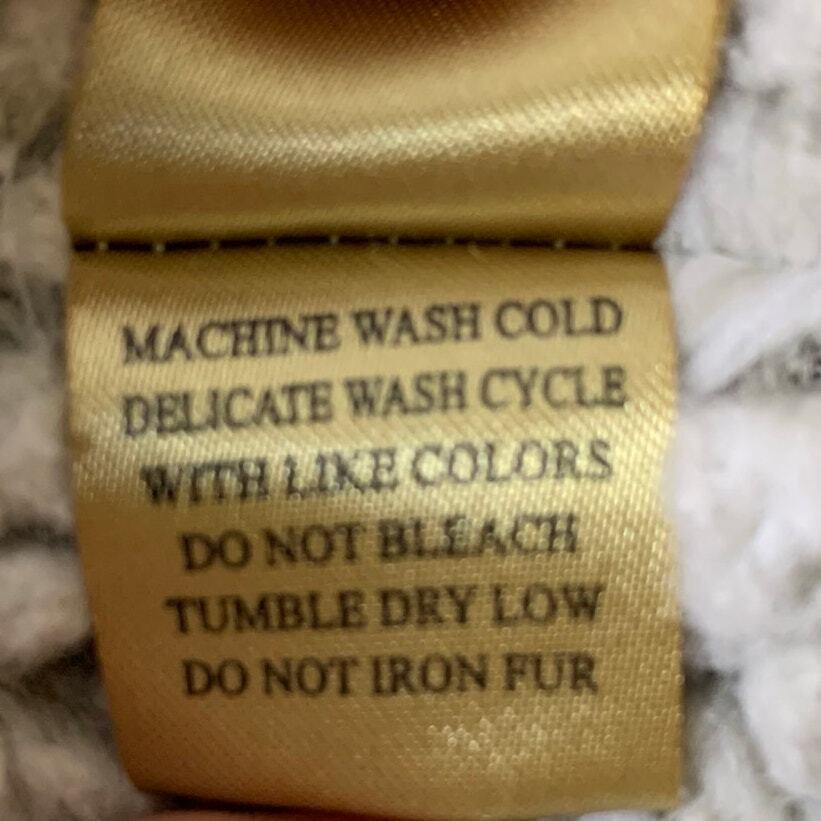 MACHINE WASH COLD
DELICATE WASH CYCLE
WITH LIKE COLORS
DO NOT BLEACH
TUMBLE DRY LOW
DO NOT IRON FUR